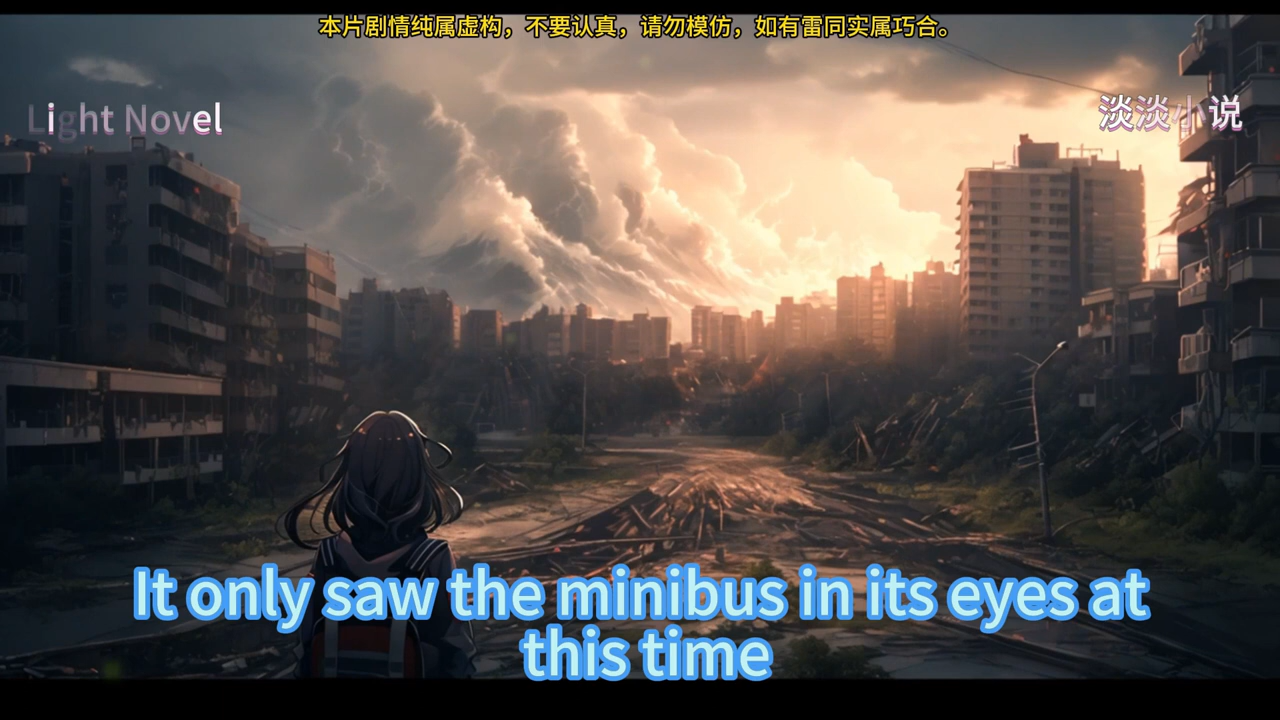 本片剧情纯属虚构，不要认真，请勿模仿，如有雷同实属巧合。
Light Novel
淡淡小说
It only saw the minibus in its eyes at
this time